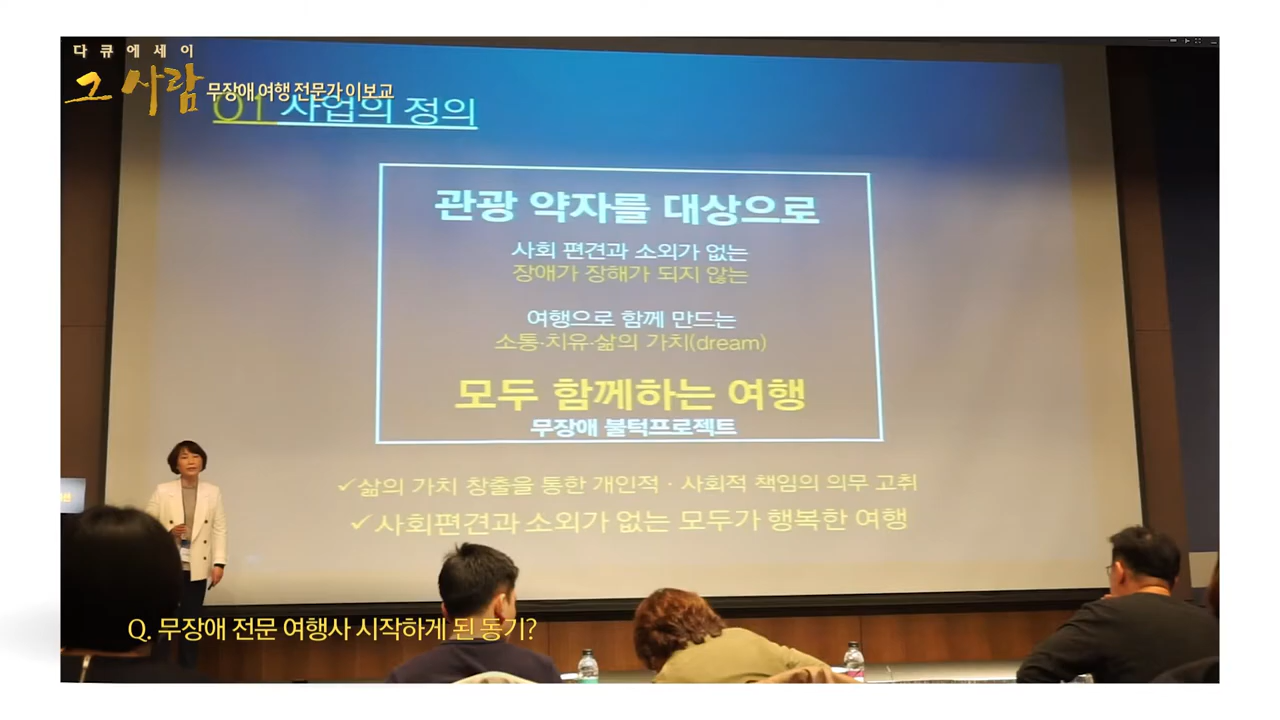 다큐에세이
그 사람 무장애 여행 전문가 이보교
01 사업의 정의
관광 약자를 대상으로
사회 편견과 소외가 없는
장애가 장해가 되지 않는
여행으로 함께 만드는
소통·치유·삶의 가치(dream)
모두 함께하는 여행
무장애 불턱프로젝트
✓삶의 가치 창출을 통한 개인적·사회적 책임의 의무 고취
✓사회편견과 소외가 없는 모두가 행복한 여행
Q. 무장애 전문 여행사 시작하게 된 동기?